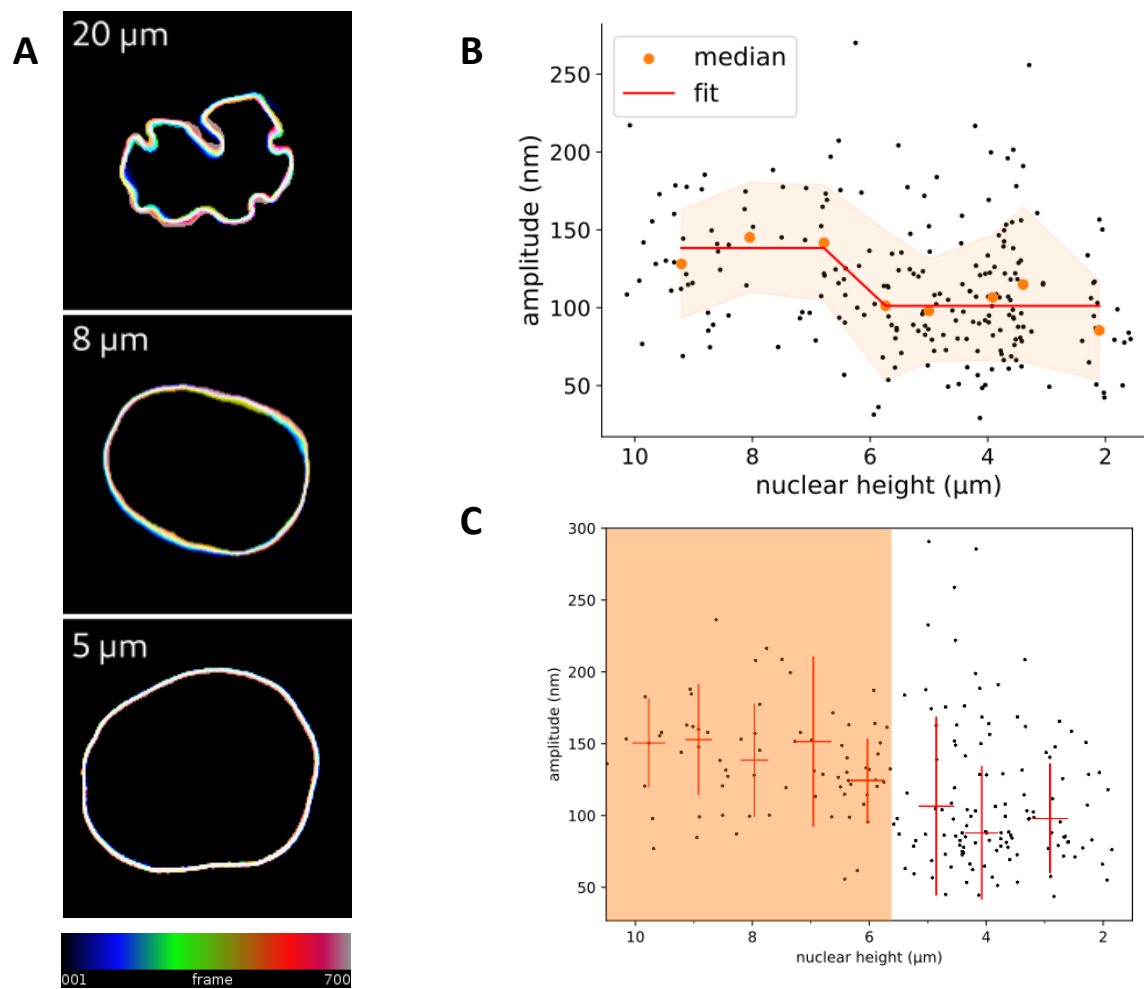 A
20 µm
8 µm
5 µm
001 frame 700
B
median
fit
250
200
150
100
50
amplitude (nm)
10 8 6 4 2
nuclear height (µm)
C
300
250
200
150
100
50
amplitude (nm)
10 8 6 4 2
nuclear height (µm)